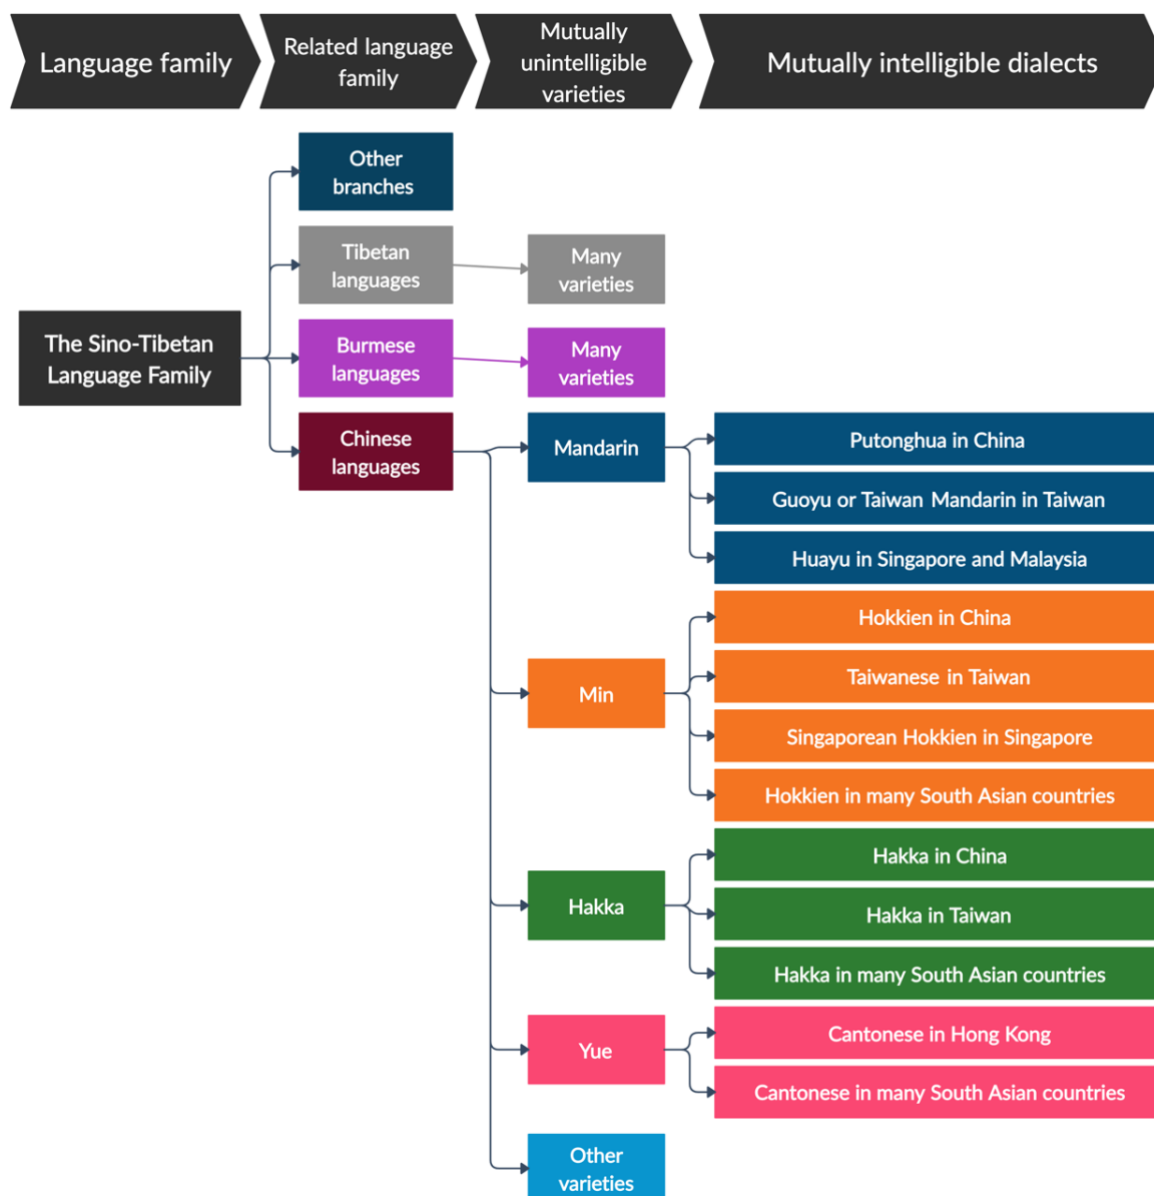 Language family
Related language
family
Mutually
unintelligible
varieties
Mutually intelligible dialects
Other
branches
Tibetan
languages
Many
varieties
The Sino-Tibetan
Language Family
Burmese
languages
Many
varieties
Chinese
languages
Mandarin
Putonghua in China
Guoyu or Taiwan Mandarin in Taiwan
Huayu in Singapore and Malaysia
Min
Hokkien in China
Taiwanese in Taiwan
Singaporean Hokkien in Singapore
Hokkien in many South Asian countries
Hakka
Hakka in China
Hakka in Taiwan
Hakka in many South Asian countries
Yue
Cantonese in Hong Kong
Cantonese in many South Asian countries
Other
varieties